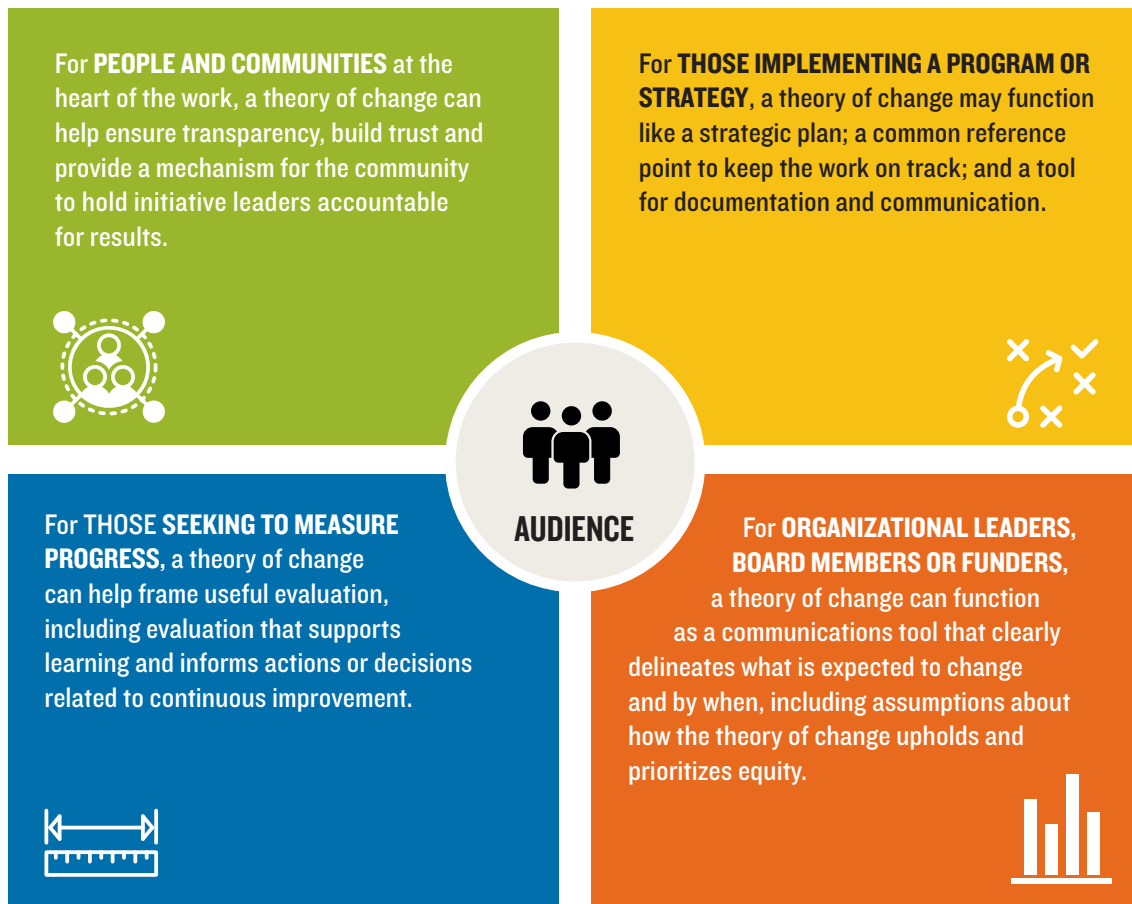 For PEOPLE AND COMMUNITIES at the
heart of the work, a theory of change can
help ensure transparency, build trust and
provide a mechanism for the community
to hold initiative leaders accountable
for results.
For THOSE IMPLEMENTING A PROGRAM OR
STRATEGY, a theory of change may function
like a strategic plan; a common reference
point to keep the work on track; and a tool
for documentation and communication.
AUDIENCE
For THOSE SEEKING TO MEASURE
PROGRESS, a theory of change
can help frame useful evaluation,
including evaluation that supports
learning and informs actions or decisions
related to continuous improvement.
For ORGANIZATIONAL LEADERS,
BOARD MEMBERS OR FUNDERS,
a theory of change can function
as a communications tool that clearly
delineates what is expected to change
and by when, including assumptions about
how the theory of change upholds and
prioritizes equity.